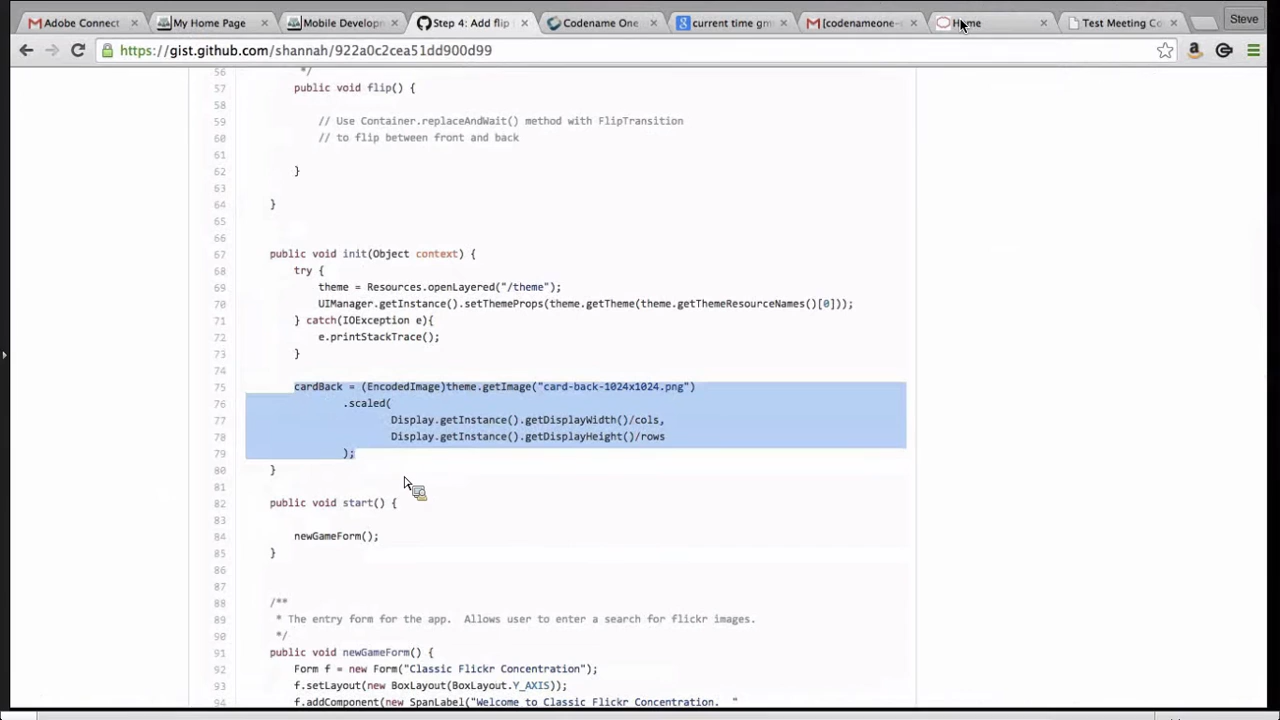 Adobe Connect
My Home Page
Mobile Develop
Step 4: Add flip
Codename One
current time gm
[codenameone-
Home
Test Meeting Co
Steve
https://gist.github.com/shannah/922a0c2cea51dd900d99
56 */
57 public void flip() {
58
59 // Use Container.replaceAndWait() method with FlipTransition
60 // to flip between front and back
61
62 }
63
64 }
65
66
67 public void init(Object context) {
68 try {
69 theme = Resources.openLayered("/theme");
70 UIManager.getInstance().setThemeProps(theme.getTheme(theme.getThemeResourceNames()[0]));
71 } catch(IOException e){
72 e.printStackTrace();
73 }
74
75 cardBack = (EncodedImage)theme.getImage("card-back-1024x1024.png")
76 .scaled(
77 Display.getInstance().getDisplayWidth()/cols,
78 Display.getInstance().getDisplayHeight()/rows
79 );
80 }
81
82 public void start() {
83
84 newGameForm();
85 }
86
87
88 /**
89 * The entry form for the app.  Allows user to enter a search for flickr images.
90 */
91 public void newGameForm() {
92 Form f = new Form("Classic Flickr Concentration");
93 f.setLayout(new BoxLayout(BoxLayout.Y_AXIS));
94 f.addComponent(new SpanLabel("Welcome to Classic Flickr Concentration.  "